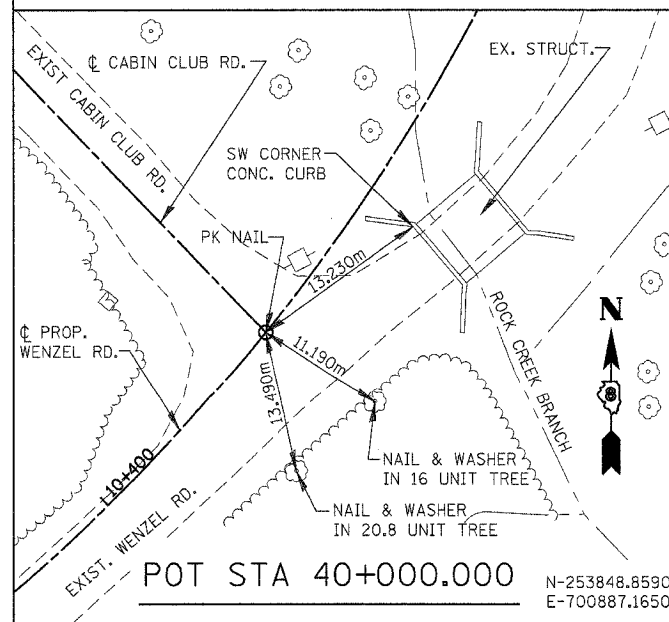 ℄ CABIN CLUB RD.
EX. STRUCT.
EXIST CABIN CLUB RD.
SW CORNER
CONC. CURB
PK NAIL
13.230m
℄ PROP.
WENZEL RD.
11.190m
13.490m
N
8
ROCK CREEK BRANCH
10+400
NAIL & WASHER
IN 16 UNIT TREE
NAIL & WASHER
IN 20.8 UNIT TREE
EXIST. WENZEL RD.
POT STA 40+000.000
N-253848.8590
E-700887.1650